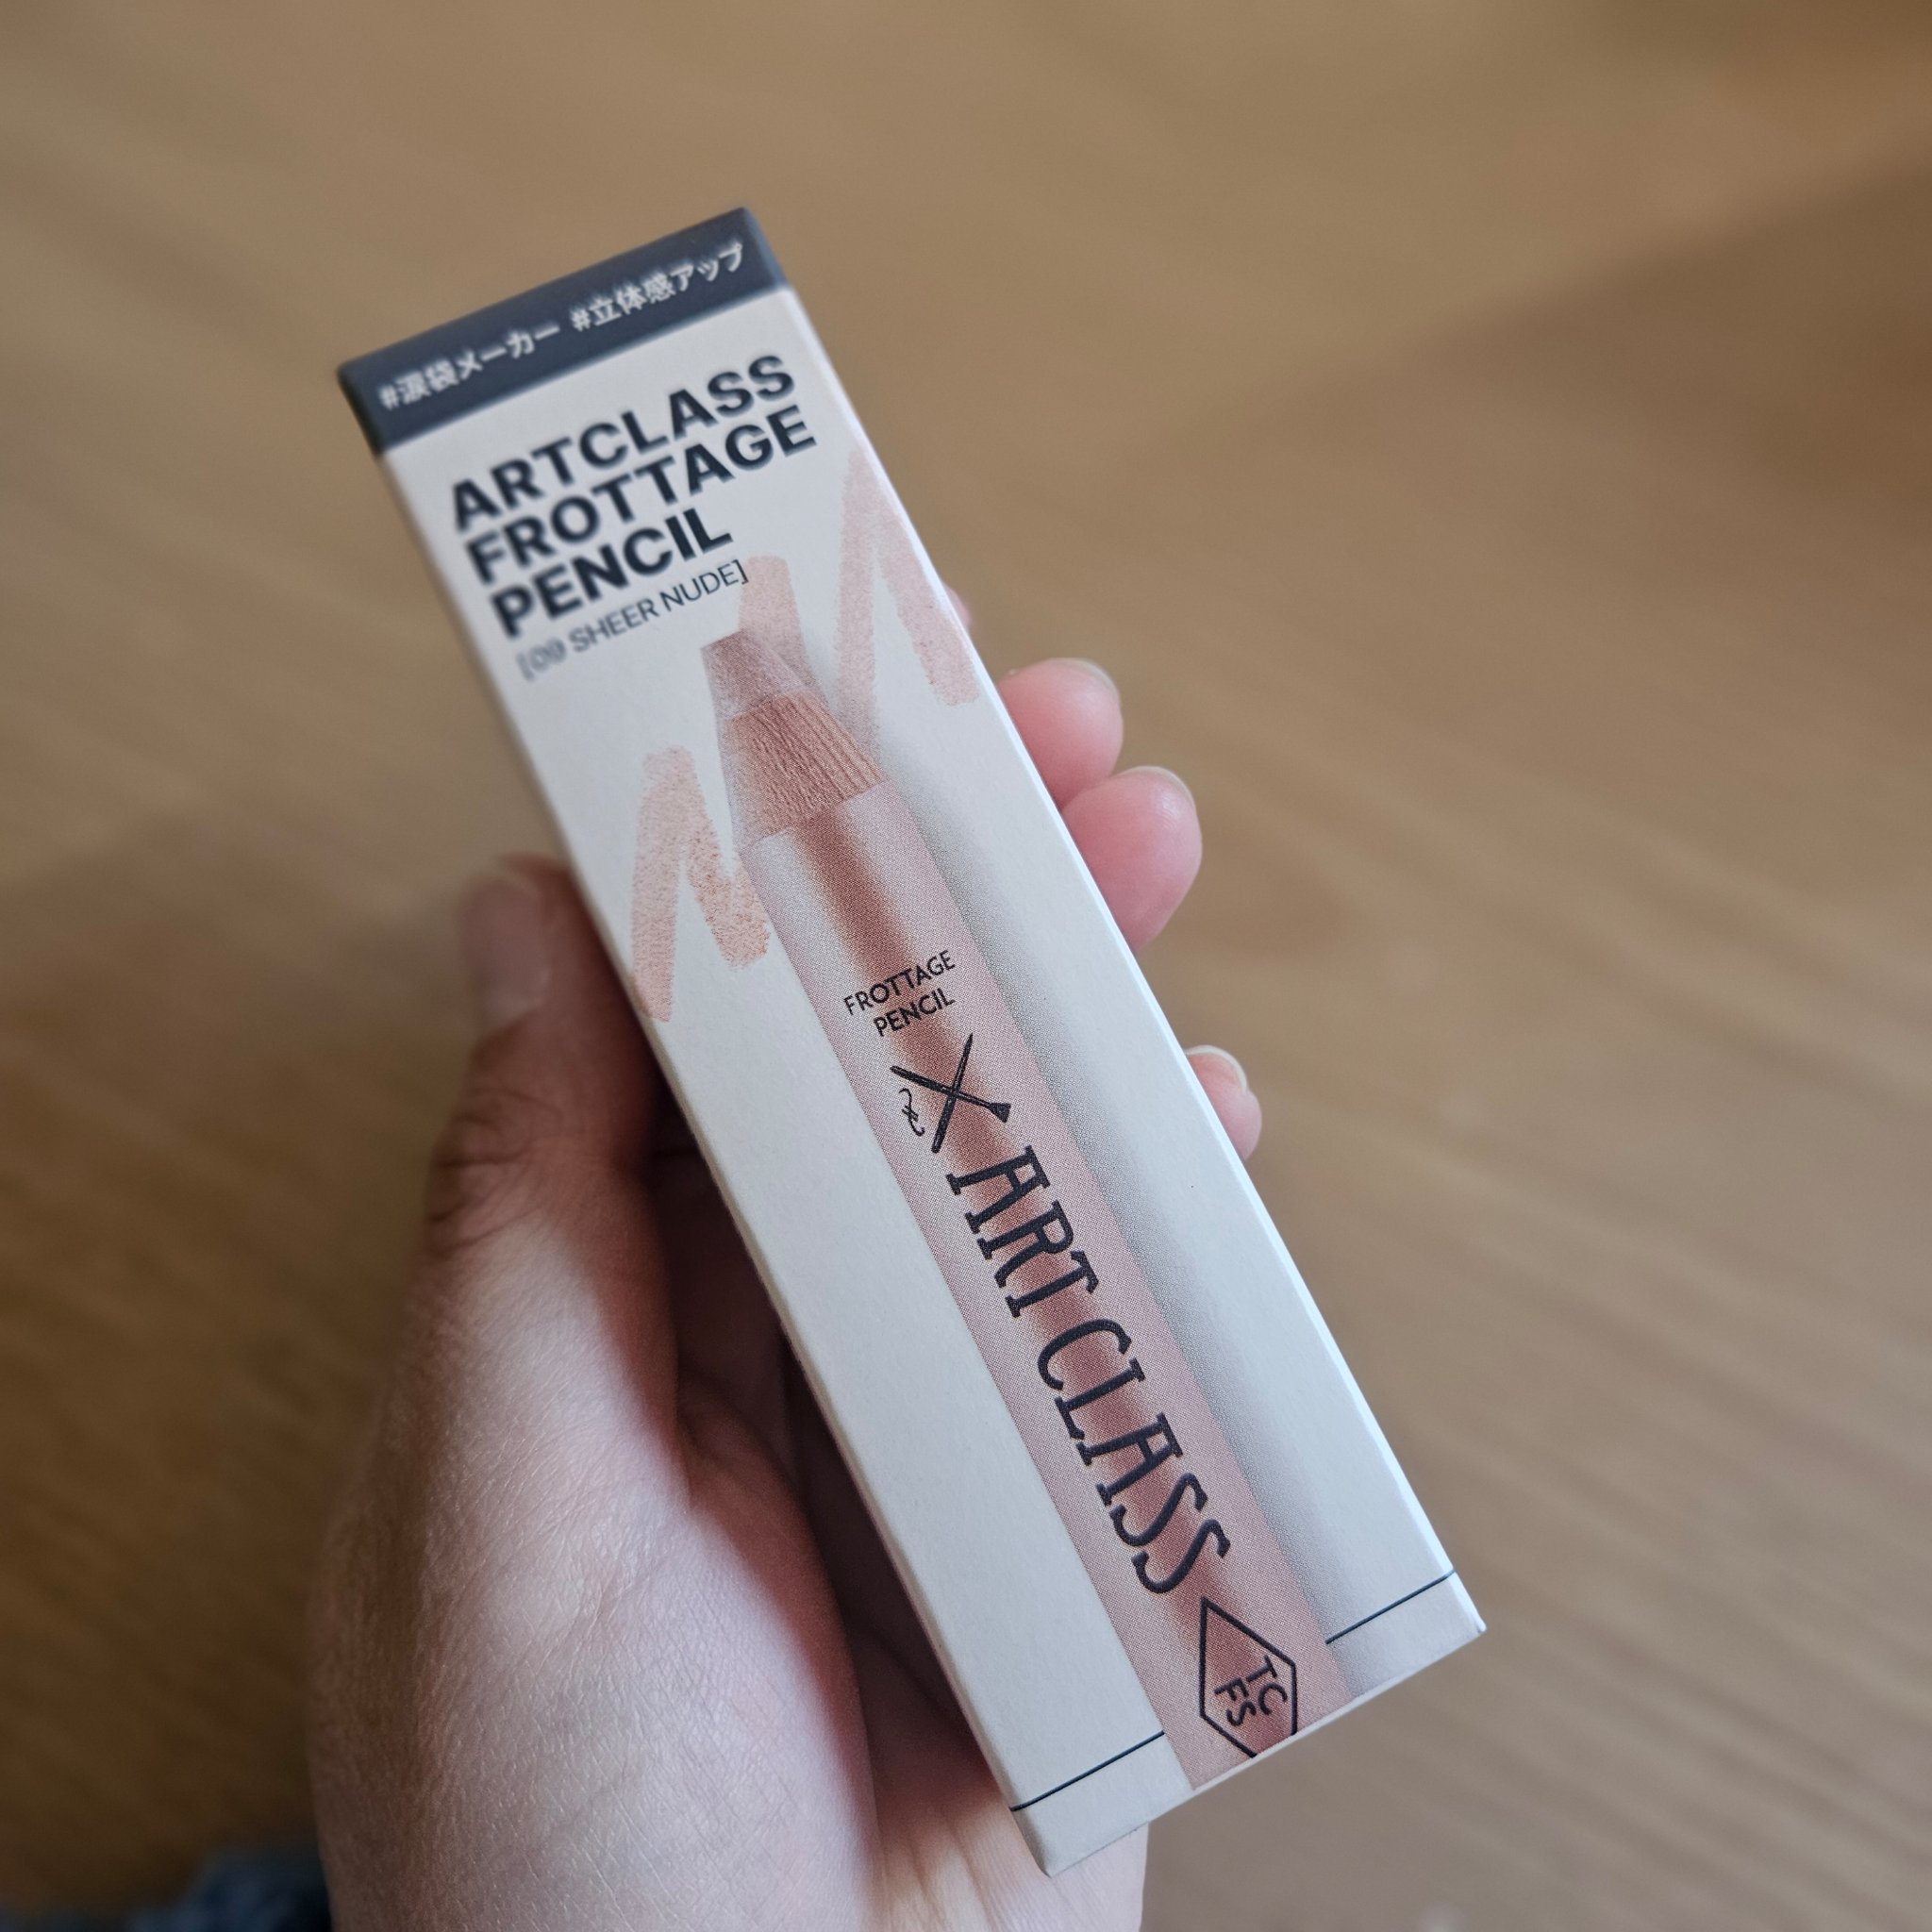 #涙袋メーカー #立体感アップ
ARTCLASS
FROTTAGE
PENCIL
[09 SHEER NUDE]
FROTTAGE
PENCIL
ART CLASS
TC
FS